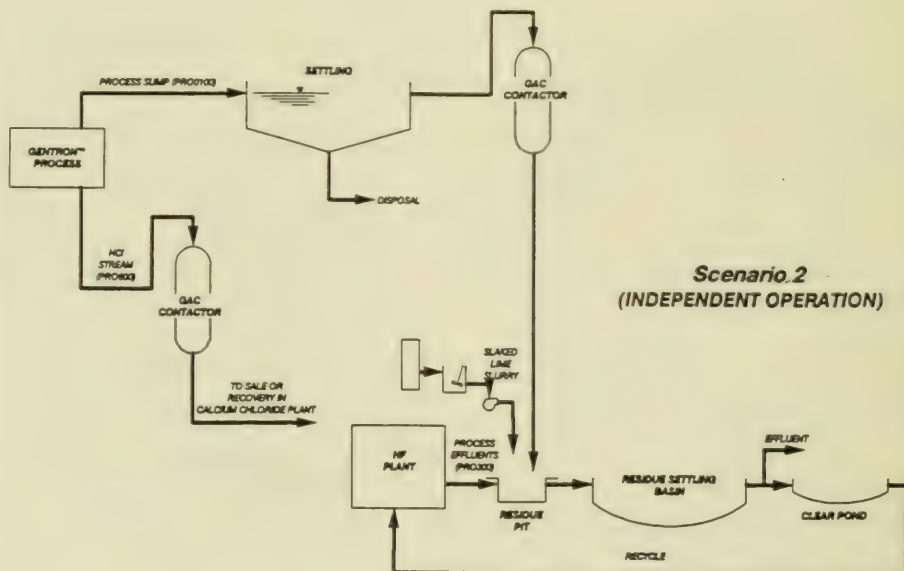 SETTLING
PROCESS SUMP (PRO0100)
GAC
CONTACTOR
GENTRON™
PROCESS
DISPOSAL
HCl
STREAM
(PRO600)
GAC
CONTACTOR
Scenario 2
(INDEPENDENT OPERATION)
SLAKED
LIME
SLURRY
TO SALE OR
RECOVERY IN
CALCIUM CHLORIDE PLANT
HF
PLANT
PROCESS
EFFLUENTS
(PRO300)
EFFLUENT
RESIDUE SETTLING
BASIN
RESIDUE
PIT
CLEAR POND
RECYCLE